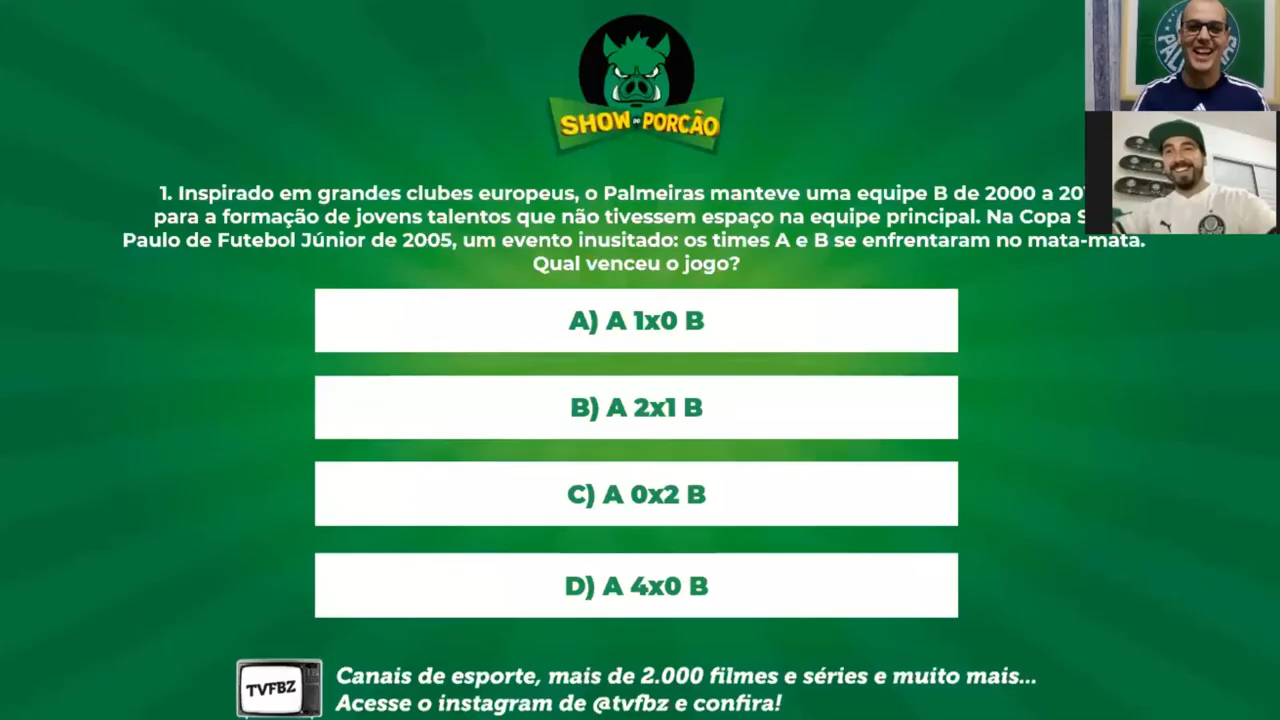 SHOW DO PORCÃO
1. Inspirado em grandes clubes europeus, o Palmeiras manteve uma equipe B de 2000 a
para a formação de jovens talentos que não tivessem espaço na equipe principal. Na Copa
Paulo de Futebol Júnior de 2005, um evento inusitado: os times A e B se enfrentaram no mata-mata.
Qual venceu o jogo?
A) A 1x0 B
B) A 2x1 B
C) A 0x2 B
D) A 4x0 B
TVFBZ
Canais de esporte, mais de 2.000 filmes e séries e muito mais...
Acesse o instagram de @tvfbz e confira!